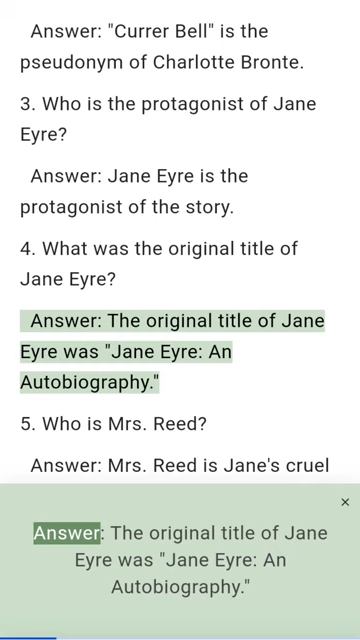 Answer: "Currer Bell" is the
pseudonym of Charlotte Bronte.
3. Who is the protagonist of Jane
Eyre?
Answer: Jane Eyre is the
protagonist of the story.
4. What was the original title of
Jane Eyre?
Answer: The original title of Jane
Eyre was "Jane Eyre: An
Autobiography."
5. Who is Mrs. Reed?
Answer: Mrs. Reed is Jane's cruel
×
Answer: The original title of Jane
Eyre was "Jane Eyre: An
Autobiography."